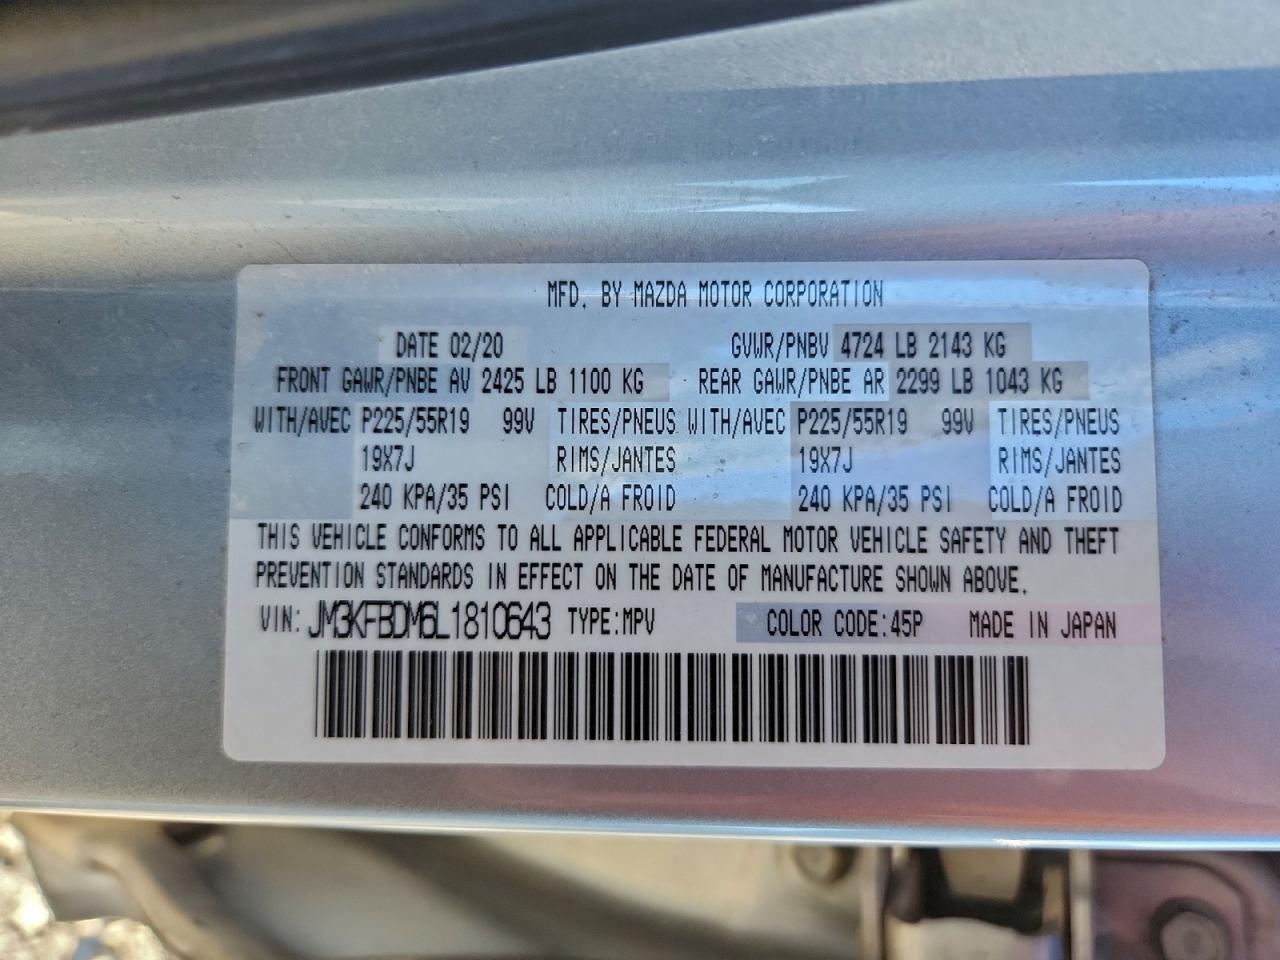 MFD. BY MAZDA MOTOR CORPORATION
DATE 02/20 GVWR/PNBV 4724 LB 2143 KG
FRONT GAWR/PNBE AV 2425 LB 1100 KG REAR GAWR/PNBE AR 2299 LB 1043 KG
WITH/AVEC P225/55R19 99V TIRES/PNEUS WITH/AVEC P225/55R19 99V TIRES/PNEUS
19X7J RIMS/JANTES 19X7J RIMS/JANTES
240 KPA/35 PSI COLD/A FROID 240 KPA/35 PSI COLD/A FROID
THIS VEHICLE CONFORMS TO ALL APPLICABLE FEDERAL MOTOR VEHICLE SAFETY AND THEFT
PREVENTION STANDARDS IN EFFECT ON THE DATE OF MANUFACTURE SHOWN ABOVE.
VIN: JM3KFBDM6L1810643 TYPE:MPV COLOR CODE:45P MADE IN JAPAN